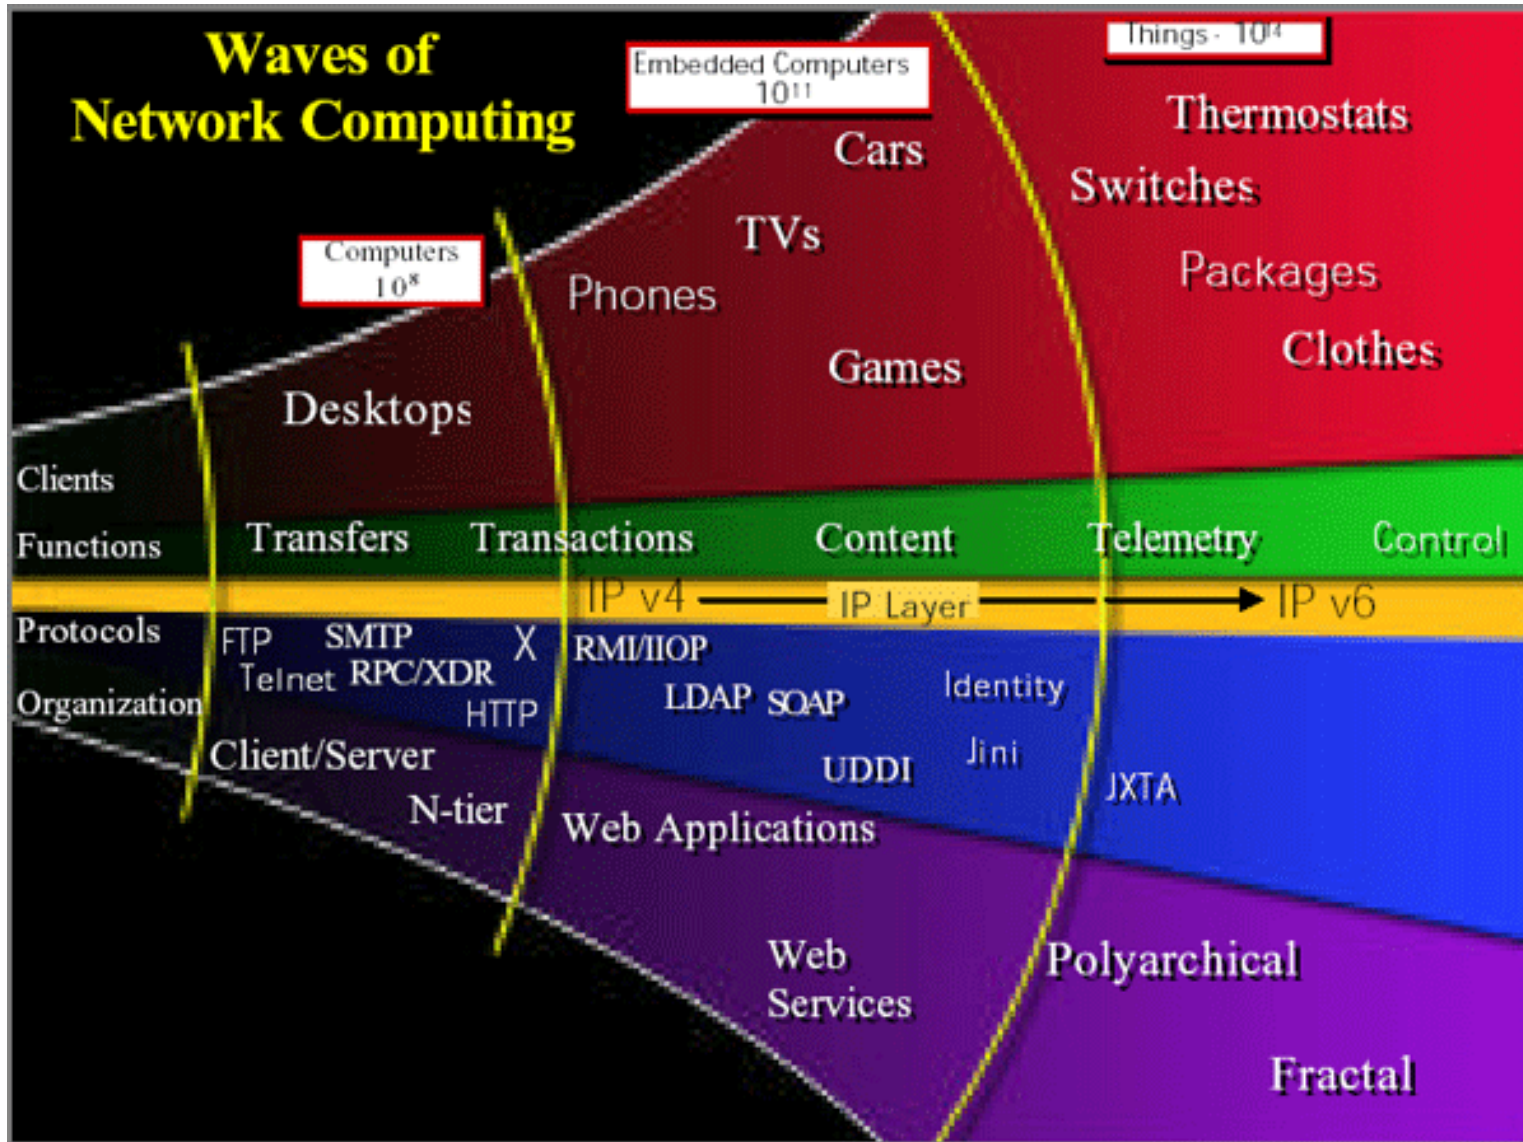 Waves of
Network Computing
Things - 10¹⁴
Embedded Computers
10¹¹
Thermostats
Cars
Switches
TVs
Computers
10⁸
Packages
Phones
Clothes
Games
Desktops
Clients
Functions
Transfers
Transactions
Content
Telemetry
Control
IP v4
IP Layer
IP v6
Protocols
FTP
SMTP
X
RMI/IIOP
Telnet
RPC/XDR
LDAP
SOAP
Identity
Organization
HTTP
Client/Server
UDDI
Jini
JXTA
N-tier
Web Applications
Web
Services
Polyarchical
Fractal